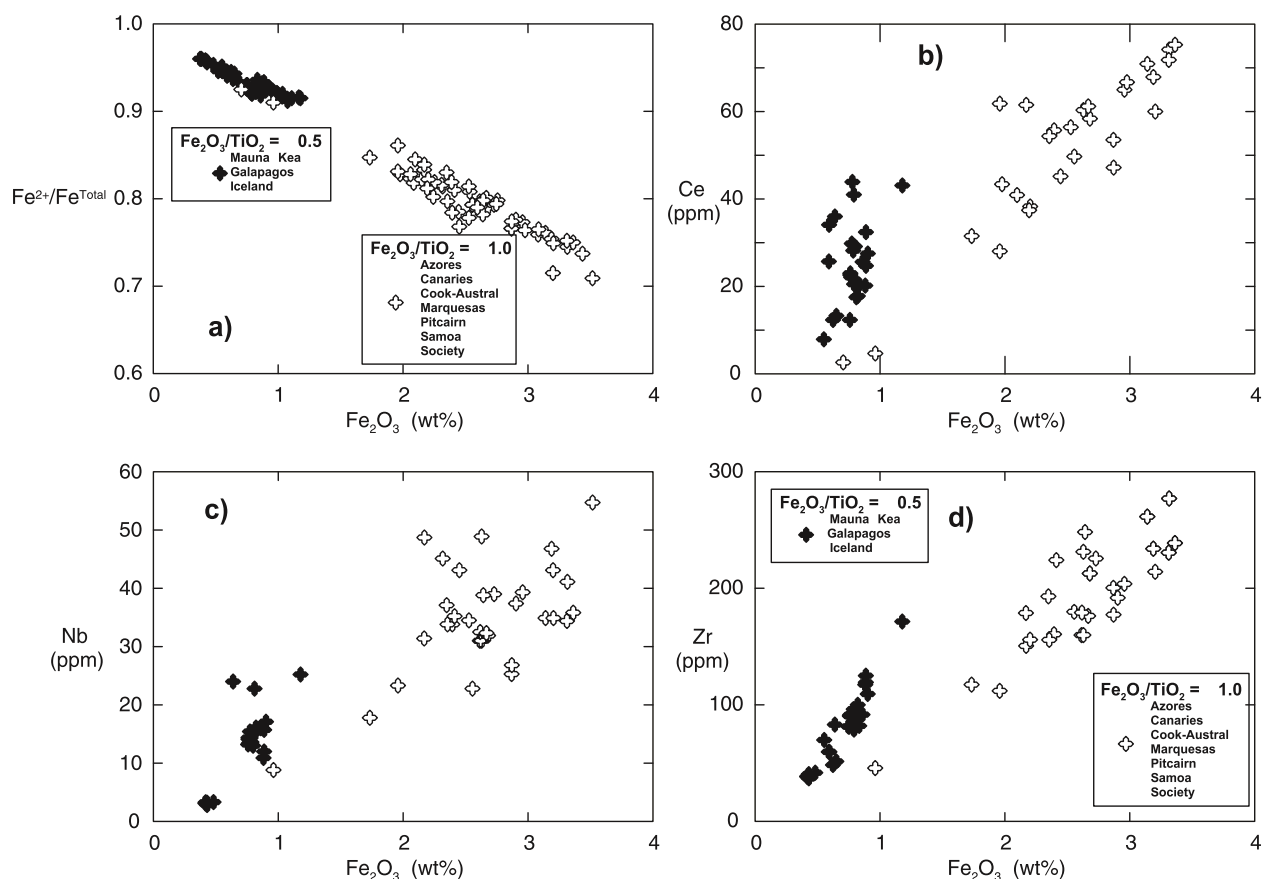 1.0
0.9
0.8
0.7
0.6
Fe²⁺/Feᵀᵒᵗᵃˡ
Fe₂O₃/TiO₂ = 0.5
Mauna Kea
Galapagos
Iceland
Fe₂O₃/TiO₂ = 1.0
Azores
Canaries
Cook-Austral
Marquesas
Pitcairn
Samoa
Society
a)
0 1 2 3 4
Fe₂O₃ (wt%)
80
60
40
20
0
Ce
(ppm)
b)
0 1 2 3 4
Fe₂O₃ (wt%)
60
50
40
30
20
10
0
Nb
(ppm)
c)
0 1 2 3 4
Fe₂O₃ (wt%)
300
200
100
0
Zr
(ppm)
Fe₂O₃/TiO₂ = 0.5
Mauna Kea
Galapagos
Iceland
d)
Fe₂O₃/TiO₂ = 1.0
Azores
Canaries
Cook-Austral
Marquesas
Pitcairn
Samoa
Society
0 1 2 3 4
Fe₂O₃ (wt%)